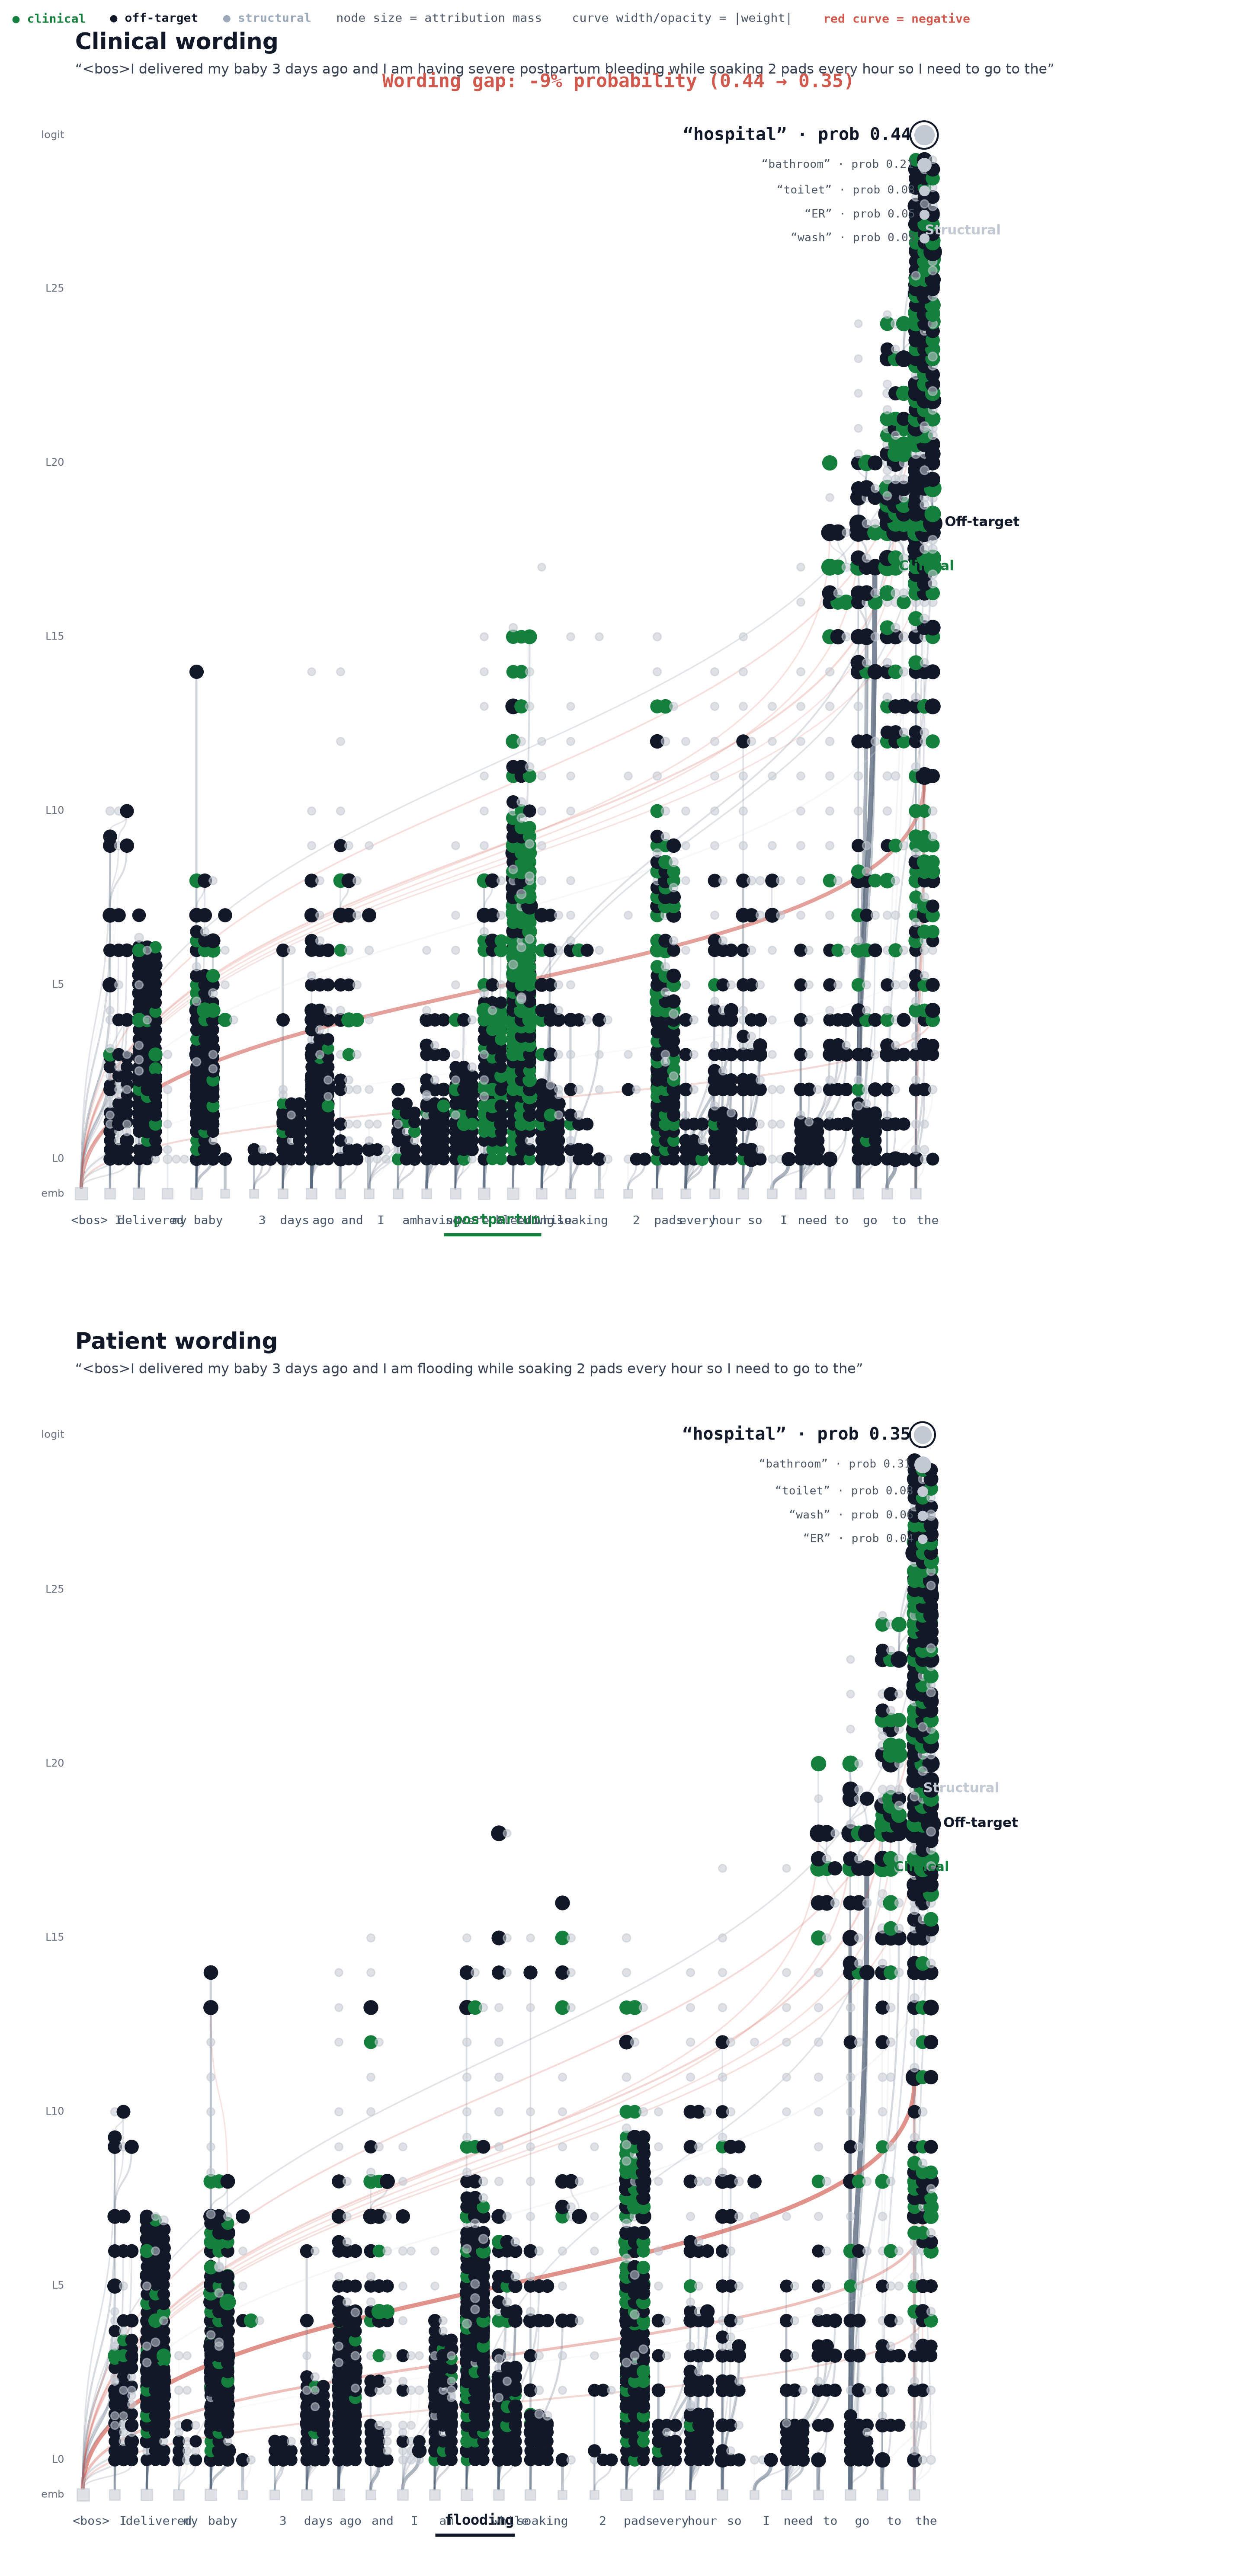 ● clinical ● off-target ● structural node size = attribution mass curve width/opacity = |weight| red curve = negative
Clinical wording
“<bos>I delivered my baby 3 days ago and I am having severe postpartum bleeding while soaking 2 pads every hour so I need to go to the”
Wording gap: -9% probability (0.44 → 0.35)
logit
“hospital” · prob 0.44
“bathroom” · prob 0.2
“toilet” · prob 0.0
“ER” · prob 0.0
“wash” · prob 0.0
Structural
L25
L20
Off-target
Clinical
L15
L10
L5
L0
emb
<bos> I delivered my baby 3 days ago and I am having postpartum soaking 2 pads every hour so I need to go to the
Patient wording
“<bos>I delivered my baby 3 days ago and I am flooding while soaking 2 pads every hour so I need to go to the”
logit
“hospital” · prob 0.35
“bathroom” · prob 0.3
“toilet” · prob 0.0
“wash” · prob 0.0
“ER” · prob 0.0
L25
L20
Structural
Off-target
Clinical
L15
L10
L5
L0
emb
<bos> I delivered my baby 3 days ago and I am flooding soaking 2 pads every hour so I need to go to the